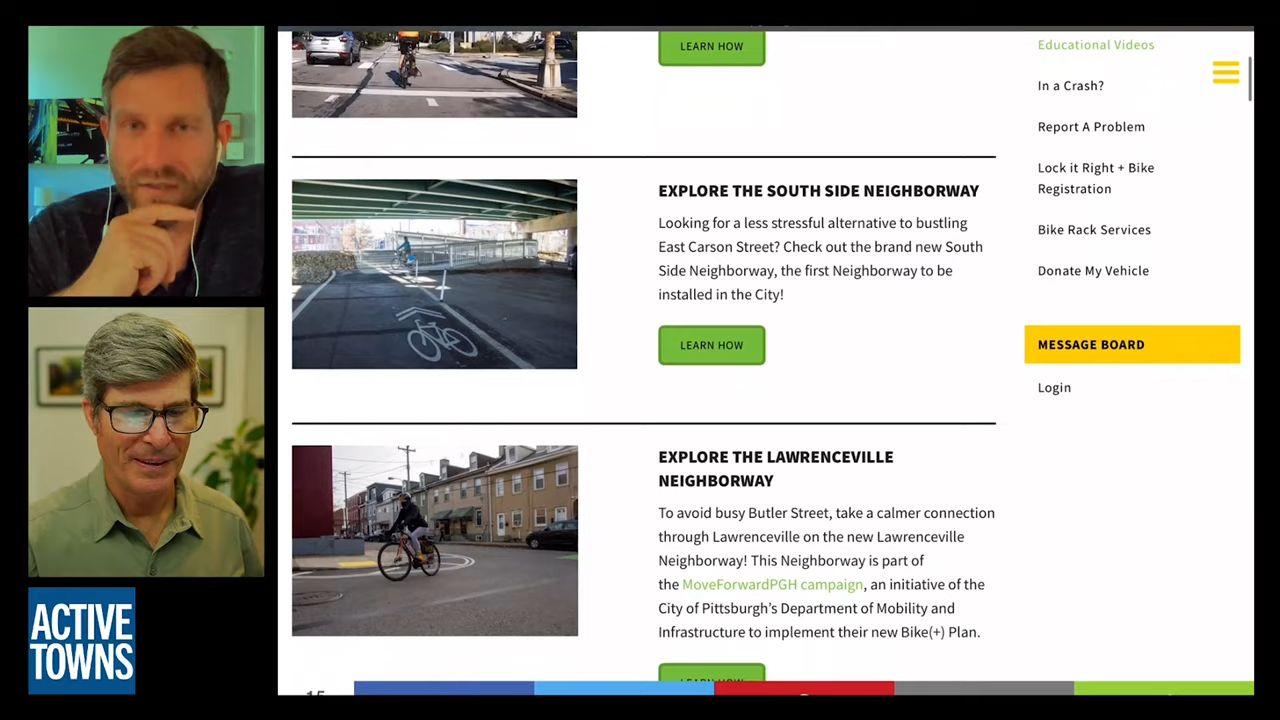 LEARN HOW
EXPLORE THE SOUTH SIDE NEIGHBORWAY
Looking for a less stressful alternative to bustling
East Carson Street? Check out the brand new South
Side Neighborway, the first Neighborway to be
installed in the City!
LEARN HOW
EXPLORE THE LAWRENCEVILLE
NEIGHBORWAY
To avoid busy Butler Street, take a calmer connection
through Lawrenceville on the new Lawrenceville
Neighborway! This Neighborway is part of
the MoveForwardPGH campaign, an initiative of the
City of Pittsburgh’s Department of Mobility and
Infrastructure to implement their new Bike(+) Plan.
LEARN HOW
Educational Videos
In a Crash?
Report A Problem
Lock it Right + Bike
Registration
Bike Rack Services
Donate My Vehicle
MESSAGE BOARD
Login
ACTIVE
TOWNS